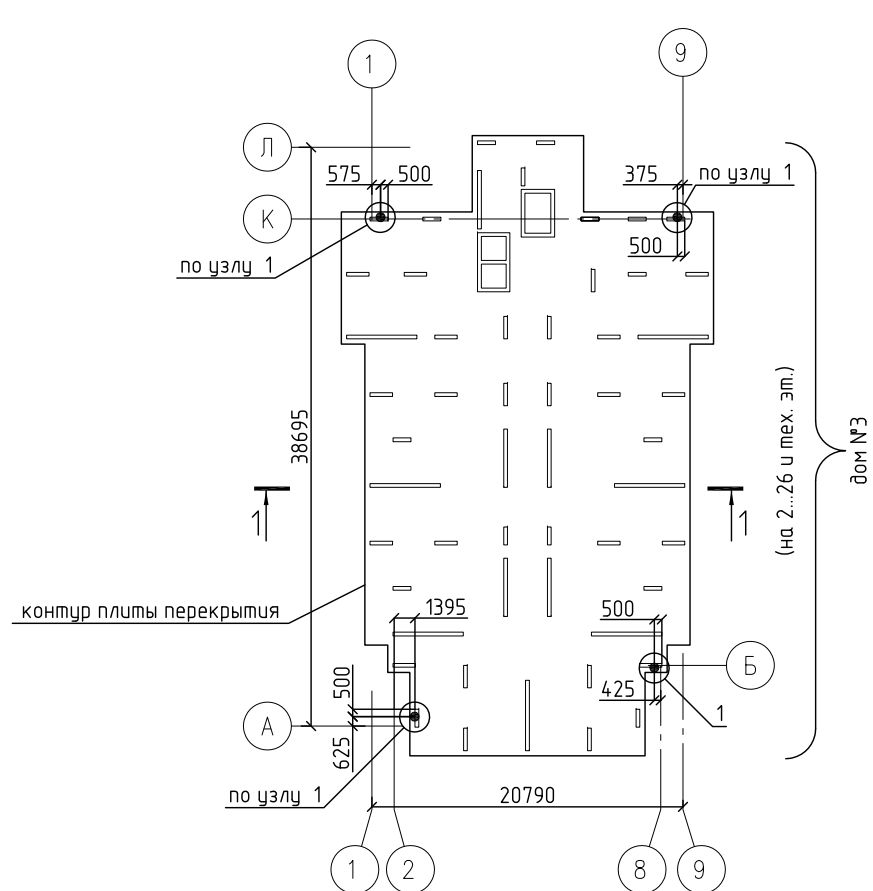 1
9
Л
575
500
375
по узлу 1
К
500
по узлу 1
38695
(на 2...26 и тех. эт.)
дом №3
1
1
контур плиты перекрытия
1395
500
Б
500
425
А
625
1
по узлу 1
20790
1
2
8
9